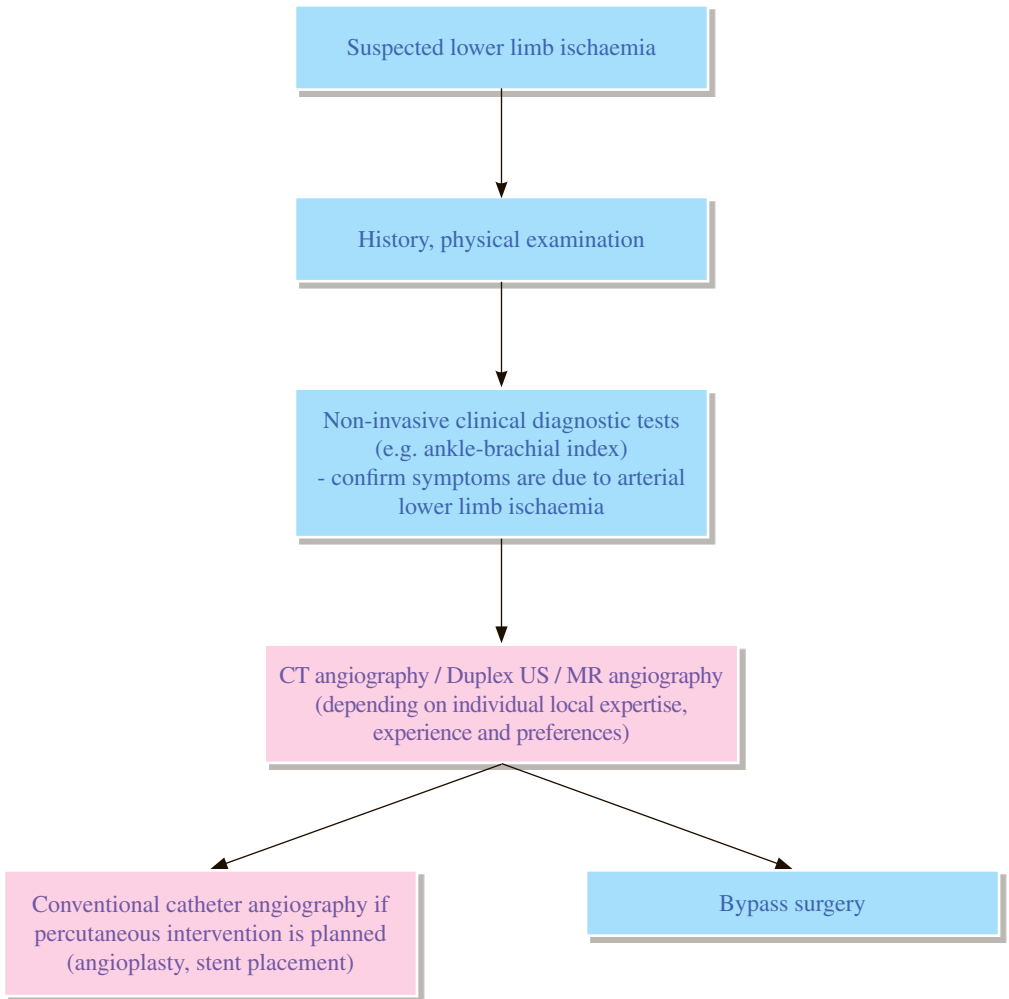 Suspected lower limb ischaemia
History, physical examination
Non-invasive clinical diagnostic tests
(e.g. ankle-brachial index)
- confirm symptoms are due to arterial
lower limb ischaemia
CT angiography / Duplex US / MR angiography
(depending on individual local expertise,
experience and preferences)
Conventional catheter angiography if
percutaneous intervention is planned
(angioplasty, stent placement)
Bypass surgery